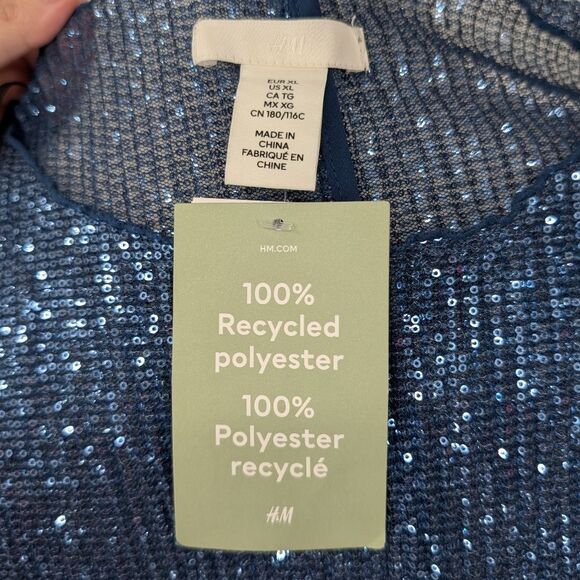 H&M
EUR XL
US XL
CA TG
MX XG
CN 180/116C
MADE IN
CHINA
FABRIQUÉ EN
CHINE
HM.COM
100%
Recycled
polyester
100%
Polyester
recyclé
H&M